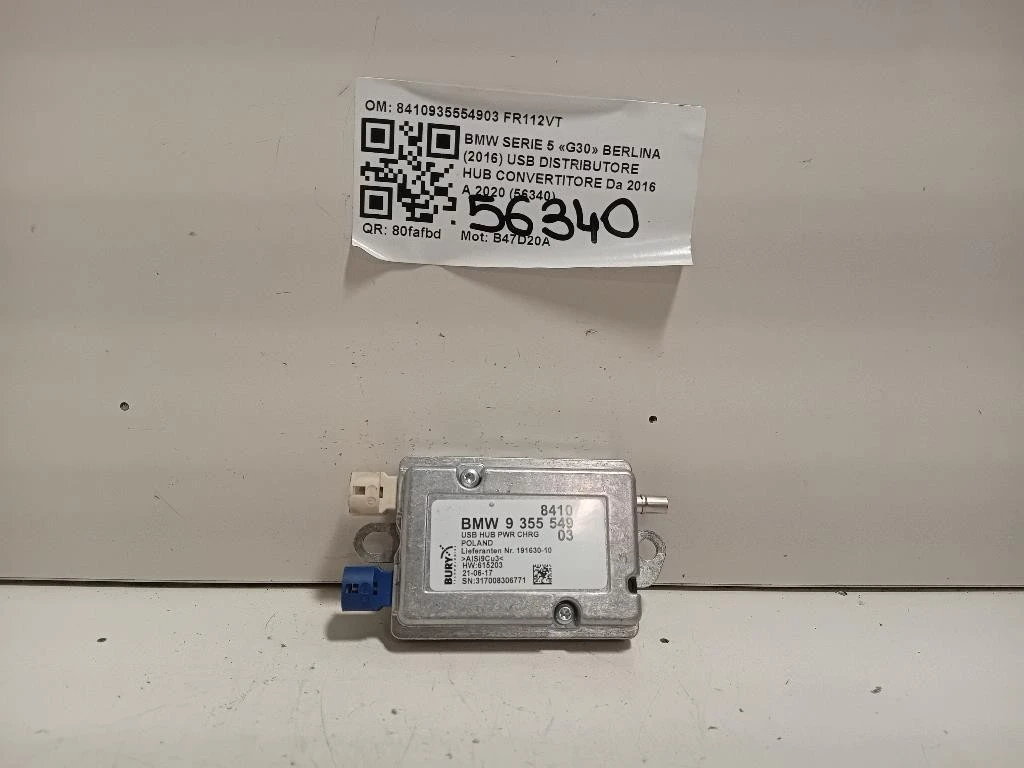 OM: 8410935554903 FR112VT
BMW SERIE 5 «G30» BERLINA
(2016) USB DISTRIBUTORE
HUB CONVERTITORE Da 2016
A 2020 (56340)
56340
QR: 80fafbd Mot: B47D20A
8410
BMW 9 355 549
USB HUB PWR CHRG 03
POLAND
Lieferanten Nr. 191630-10
>AlSi9Cu3<
HW:615203
21-06-17
SN:317008306771
BURY